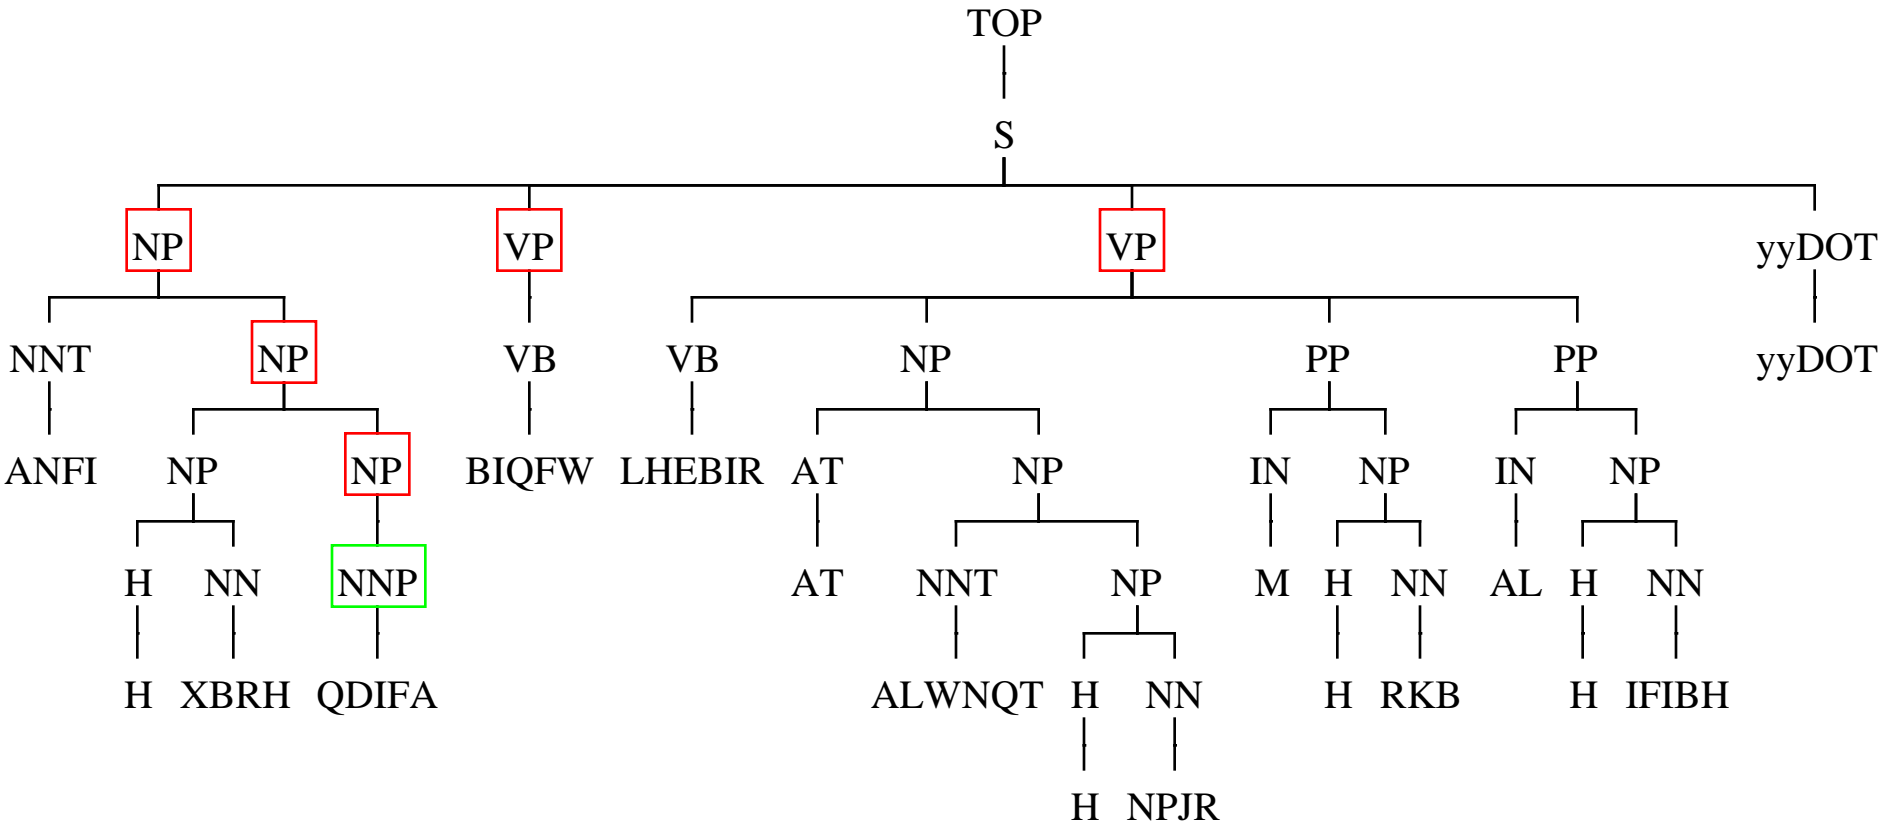 TOP
S
NP VP VP yyDOT
NNT NP VB VB NP PP PP yyDOT
ANFI NP NP BIQFW LHEBIR AT NP IN NP IN NP
H NN NNP AT NNT NP M H NN AL H NN
H XBRH QDIFA ALWNQT H NN H RKB H IFIBH
H NPJR